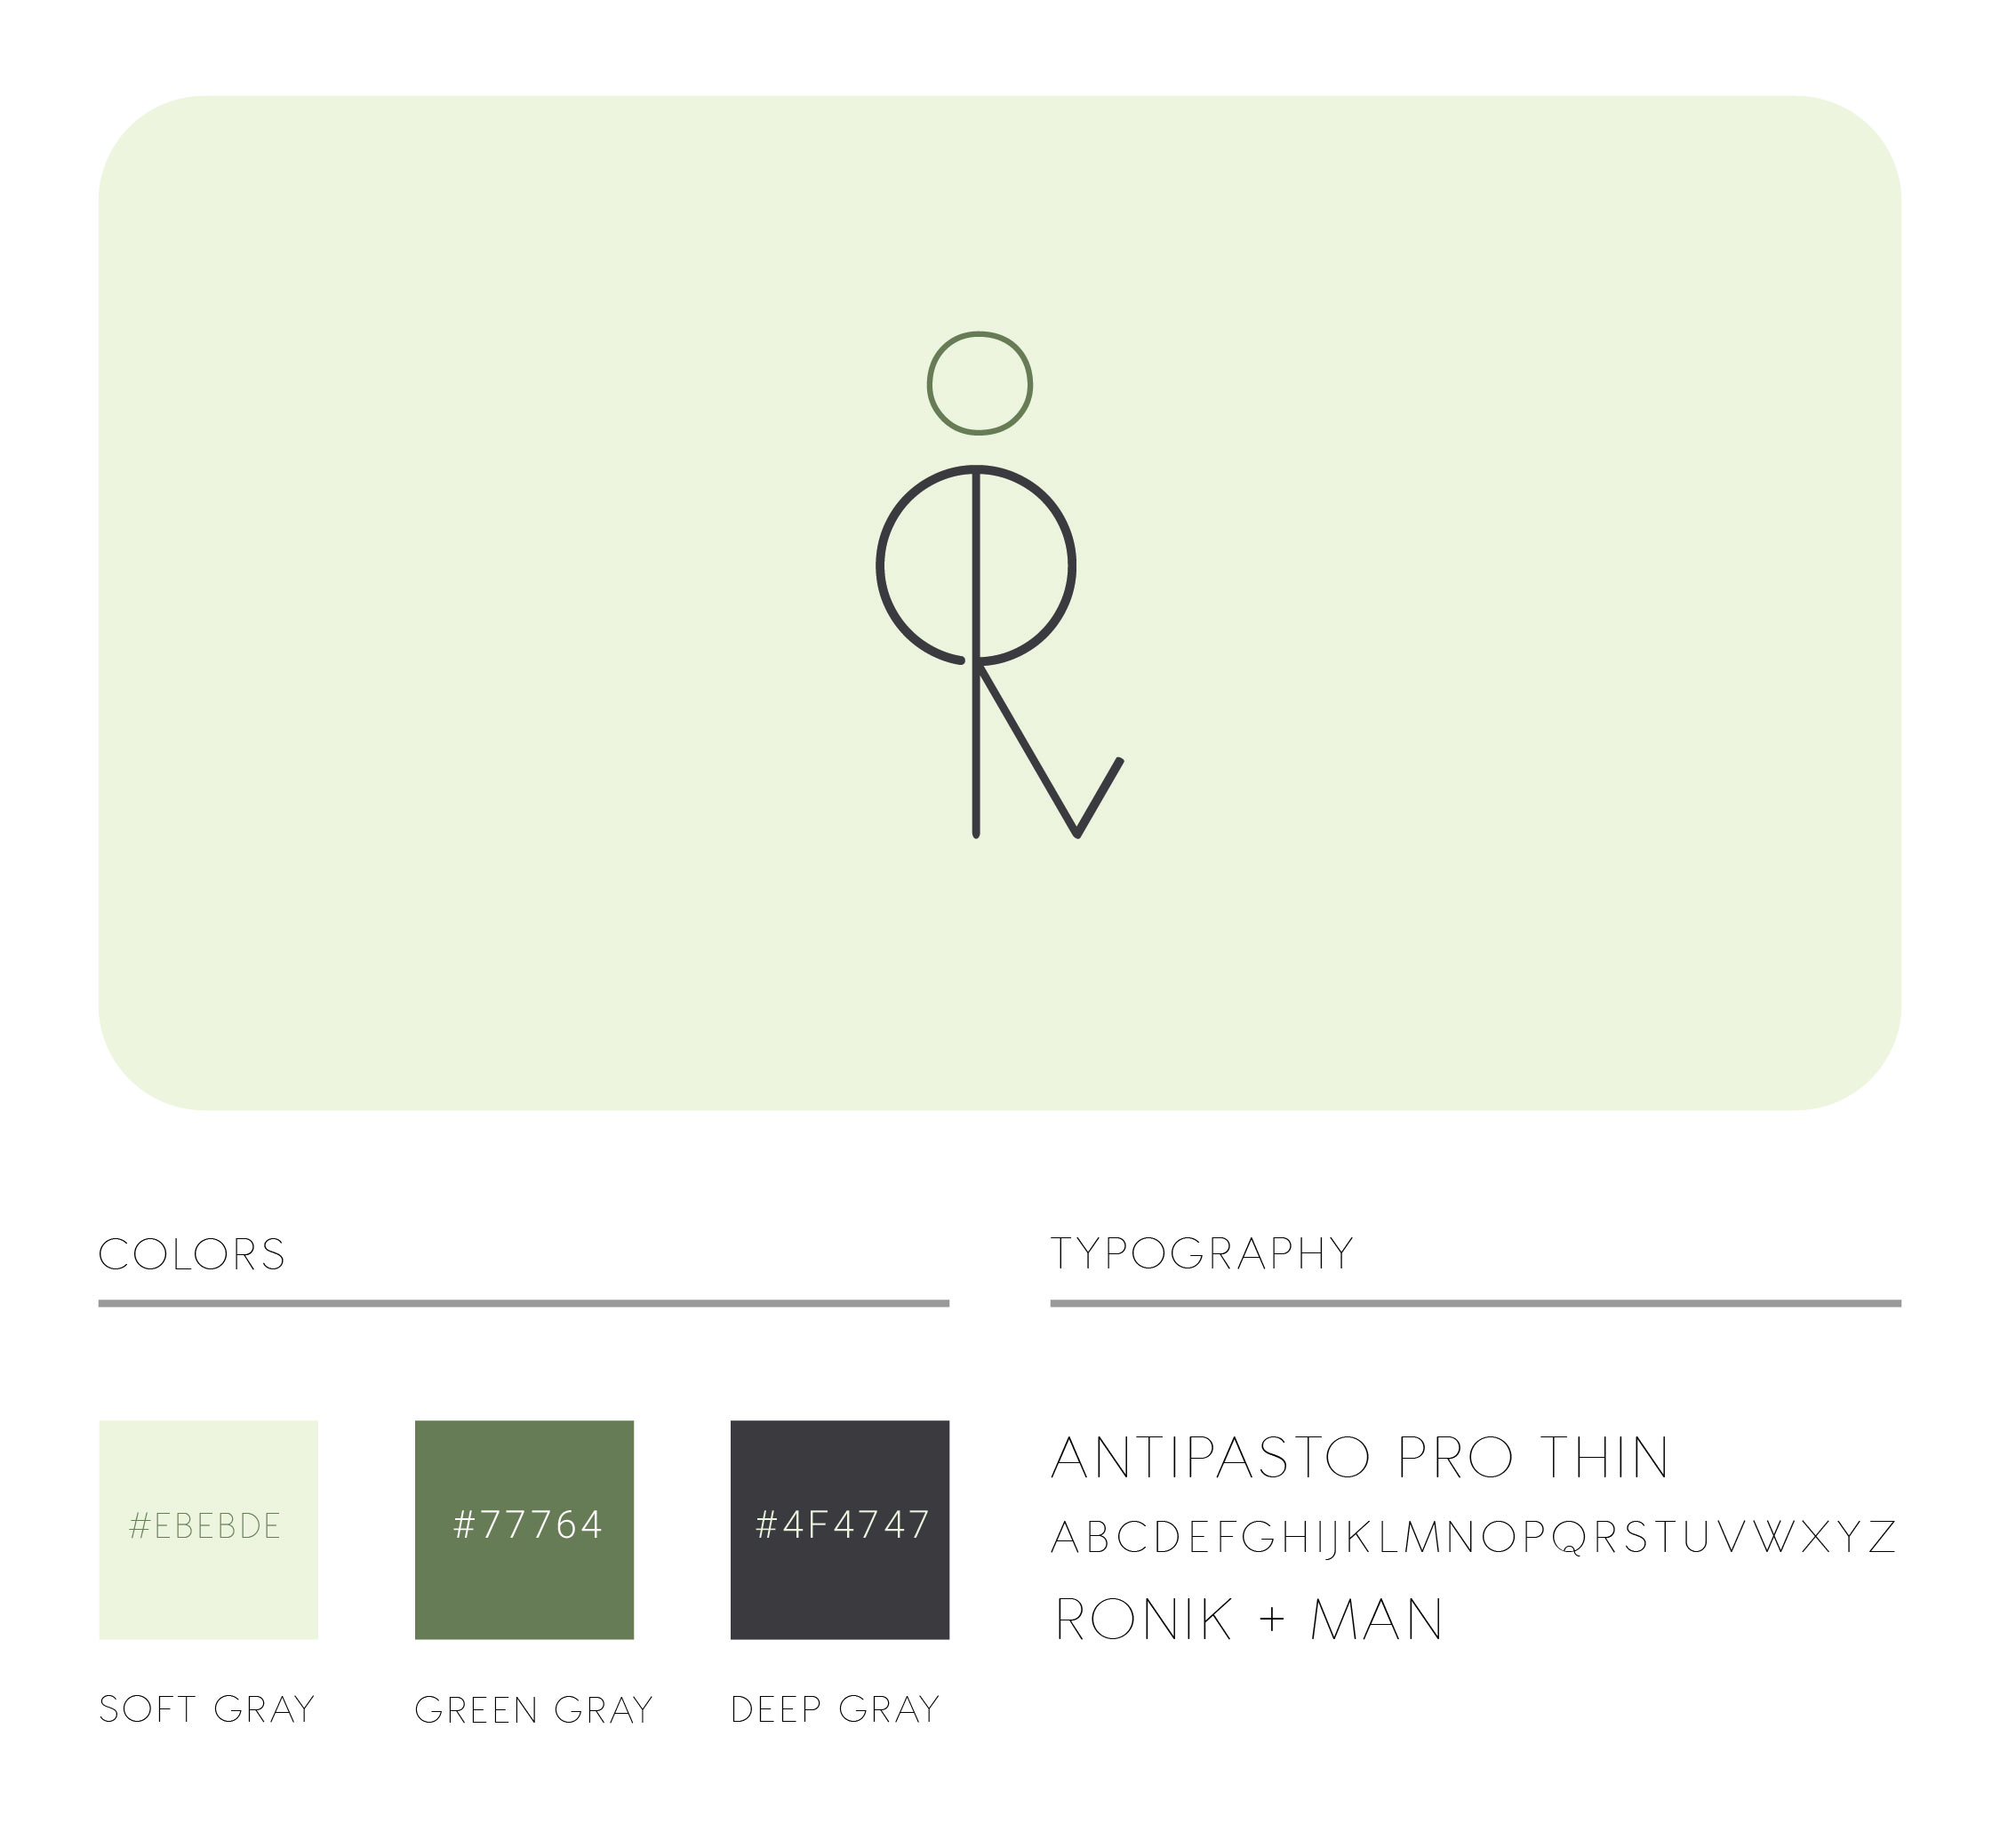 COLORS
TYPOGRAPHY
#EBEBDE
#77764
#4F4747
SOFT GRAY
GREEN GRAY
DEEP GRAY
ANTIPASTO PRO THIN
ABCDEFGHIJKLMNOPQRSTUVWXYZ
RONIK + MAN